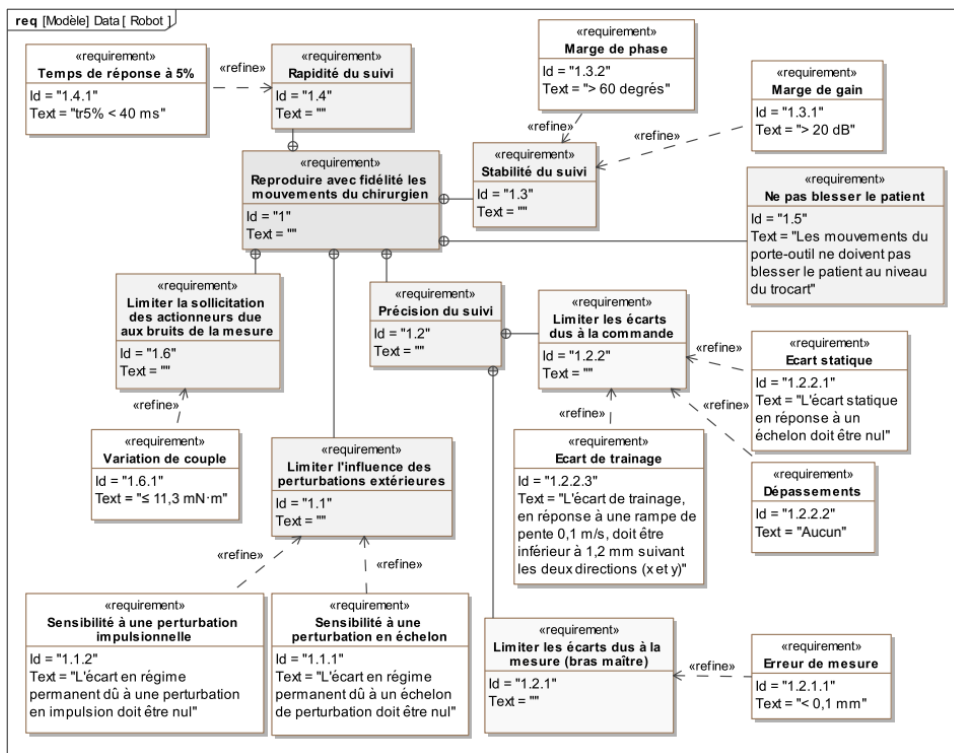 req [Modèle] Data [ Robot ]
«requirement»
Temps de réponse à 5%
Id = "1.4.1"
Text = "tr5% < 40 ms"
«refine»
«requirement»
Rapidité du suivi
Id = "1.4"
Text = ""
«requirement»
Marge de phase
Id = "1.3.2"
Text = "> 60 degrés"
«refine»
«requirement»
Marge de gain
Id = "1.3.1"
Text = "> 20 dB"
«refine»
«requirement»
Reproduire avec fidélité les
mouvements du chirurgien
Id = "1"
Text = ""
«requirement»
Stabilité du suivi
Id = "1.3"
Text = ""
«requirement»
Ne pas blesser le patient
Id = "1.5"
Text = "Les mouvements du
porte-outil ne doivent pas
blesser le patient au niveau
du trocart"
«requirement»
Limiter la sollicitation
des actionneurs due
aux bruits de la mesure
Id = "1.6"
Text = ""
«refine»
«requirement»
Précision du suivi
Id = "1.2"
Text = ""
«requirement»
Limiter les écarts
dus à la commande
Id = "1.2.2"
Text = ""
«refine»
«requirement»
Ecart statique
Id = "1.2.2.1"
Text = "L'écart statique
en réponse à un
échelon doit être nul"
«refine»
«refine»
«requirement»
Variation de couple
Id = "1.6.1"
Text = "≤ 11,3 mN·m"
«requirement»
Limiter l'influence des
perturbations extérieures
Id = "1.1"
Text = ""
«requirement»
Ecart de trainage
Id = "1.2.2.3"
Text = "L'écart de trainage,
en réponse à une rampe de
pente 0,1 m/s, doit être
inférieur à 1,2 mm suivant
les deux directions (x et y)"
«requirement»
Dépassements
Id = "1.2.2.2"
Text = "Aucun"
«refine»
«refine»
«requirement»
Sensibilité à une perturbation
impulsionnelle
Id = "1.1.2"
Text = "L'écart en régime
permanent dû à une perturbation
en impulsion doit être nul"
«requirement»
Sensibilité à une
perturbation en échelon
Id = "1.1.1"
Text = "L'écart en régime
permanent dû à un échelon
de perturbation doit être nul"
«requirement»
Limiter les écarts dus à la
mesure (bras maître)
Id = "1.2.1"
Text = ""
«refine»
«requirement»
Erreur de mesure
Id = "1.2.1.1"
Text = "< 0,1 mm"